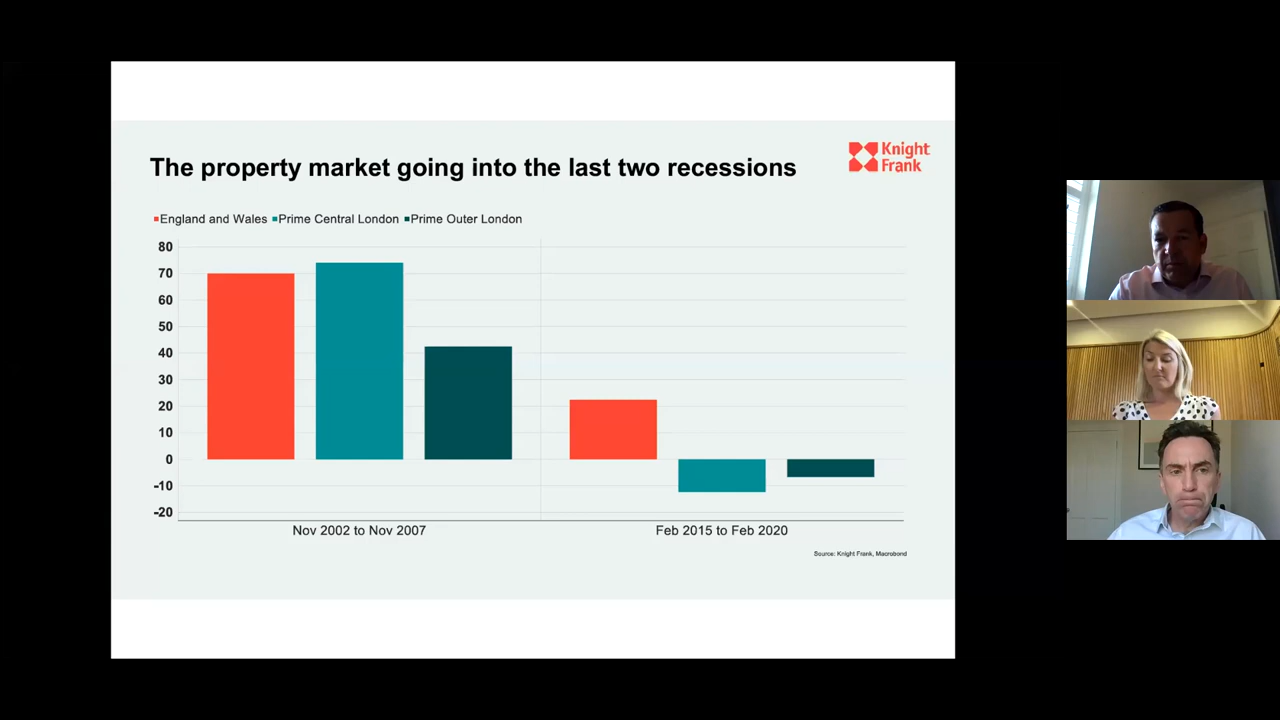 The property market going into the last two recessions
Knight
Frank
England and Wales Prime Central London Prime Outer London
80
70
60
50
40
30
20
10
0
-10
-20
Nov 2002 to Nov 2007
Feb 2015 to Feb 2020
Source: Knight Frank, Macrobond